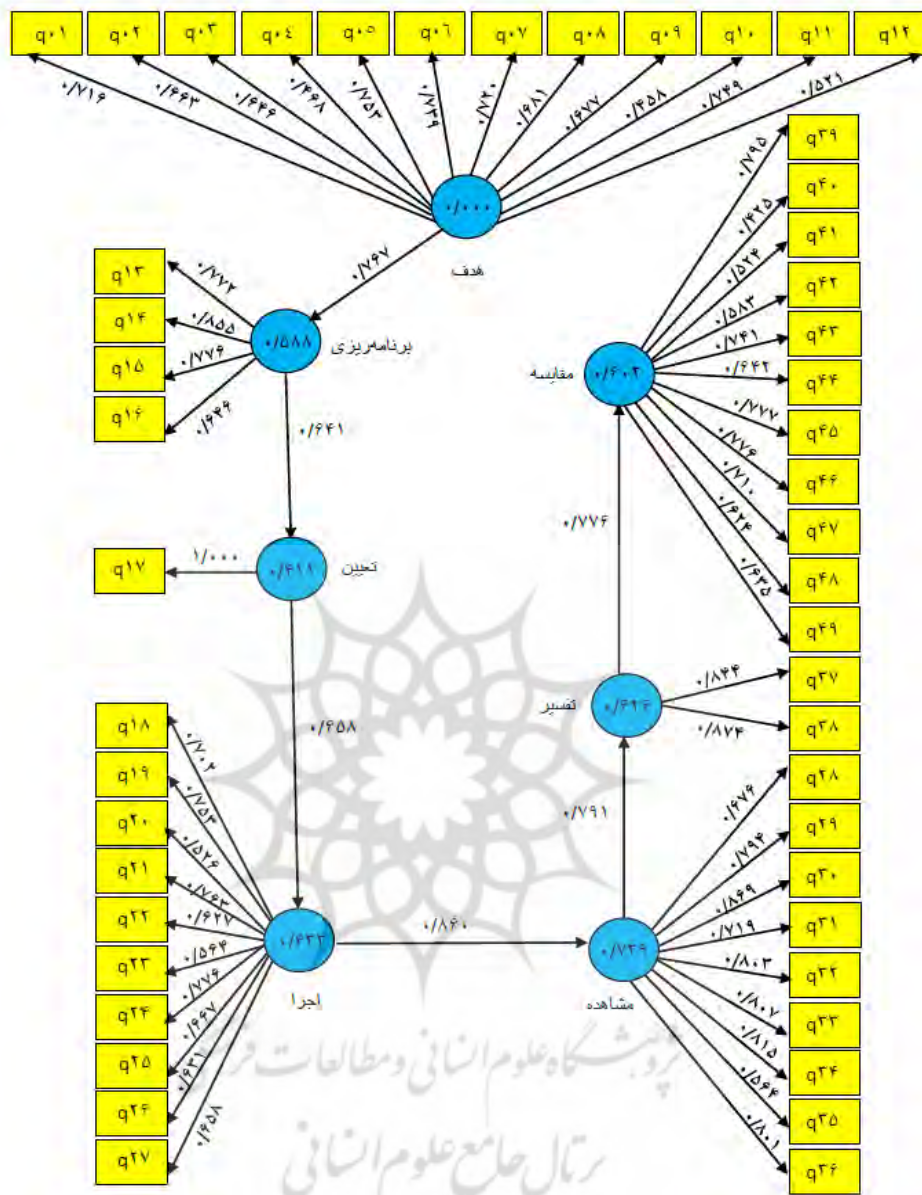 q۰۱ q۰۲ q۰۳ q۰۴ q۰۵ q۰۶ q۰۷ q۰۸ q۰۹ q۱۰ q۱۱ q۱۲
۰/۷۱۶ ۰/۶۶۳ ۰/۶۴۶ ۰/۴۶۸ ۰/۷۵۳ ۰/۷۳۹ ۰/۷۲۰ ۰/۶۸۱ ۰/۶۷۷ ۰/۴۵۸ ۰/۷۴۹ ۰/۵۲۱
۰/۰۰۰
هدف
۰/۷۶۷
q۱۳ ۰/۷۷۲
q۱۴ ۰/۸۵۵
q۱۵ ۰/۷۷۶
q۱۶ ۰/۶۴۶
۰/۵۸۸
برنامه‌ریزی
۰/۶۴۱
q۱۷ ۱/۰۰۰
۰/۴۱۱
تعیین
۰/۶۵۸
q۱۸ ۰/۷۰۲
q۱۹ ۰/۷۵۳
q۲۰ ۰/۵۲۶
q۲۱ ۰/۷۶۳
q۲۲ ۰/۶۲۷
q۲۳ ۰/۵۶۴
q۲۴ ۰/۷۷۶
q۲۵ ۰/۶۶۷
q۲۶ ۰/۶۳۱
q۲۷ ۰/۶۵۸
۰/۴۳۳
اجرا
۰/۸۶۰
۰/۷۳۹
مشاهده
q۲۸ ۰/۶۷۶
q۲۹ ۰/۷۹۴
q۳۰ ۰/۸۶۹
q۳۱ ۰/۷۱۹
q۳۲ ۰/۸۰۳
q۳۳ ۰/۸۰۷
q۳۴ ۰/۸۱۵
q۳۵ ۰/۵۶۴
q۳۶ ۰/۸۰۱
۰/۷۹۱
۰/۶۲۶
تفسیر
q۳۷ ۰/۸۴۴
q۳۸ ۰/۸۷۴
۰/۷۷۶
۰/۶۰۲
مقایسه
q۳۹ ۰/۷۹۵
q۴۰ ۰/۴۲۵
q۴۱ ۰/۵۲۴
q۴۲ ۰/۵۸۳
q۴۳ ۰/۷۴۱
q۴۴ ۰/۶۴۲
q۴۵ ۰/۷۷۷
q۴۶ ۰/۷۷۶
q۴۷ ۰/۷۱۰
q۴۸ ۰/۶۲۴
q۴۹ ۰/۶۳۵
پژوهشگاه علوم انسانی و مطالعات فرهنگی
پرتال جامع علوم انسانی